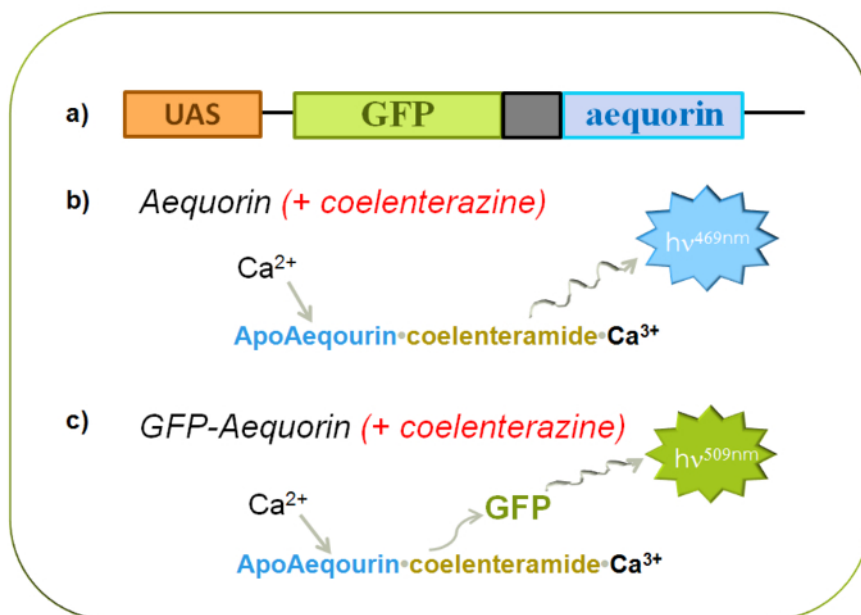 a) UAS GFP aequorin
b) Aequorin (+ coelenterazine)
hν469nm
Ca²⁺
ApoAeqourin•coelenteramide•Ca³⁺
c) GFP-Aequorin (+ coelenterazine)
hν509nm
Ca²⁺
GFP
ApoAeqourin•coelenteramide•Ca³⁺